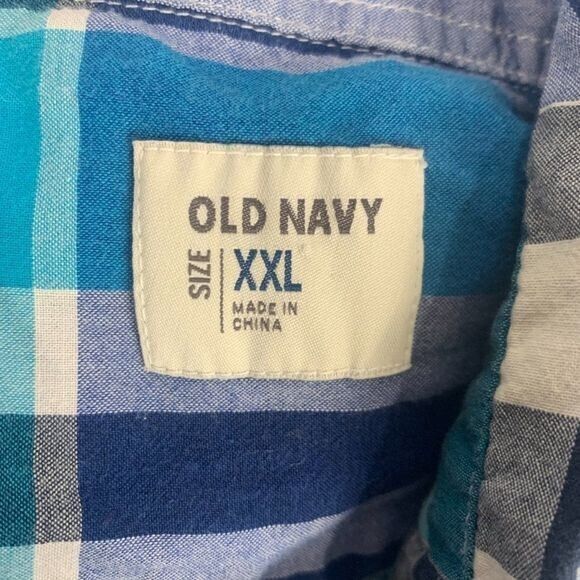 OLD NAVY
SIZE
XXL
MADE IN
CHINA